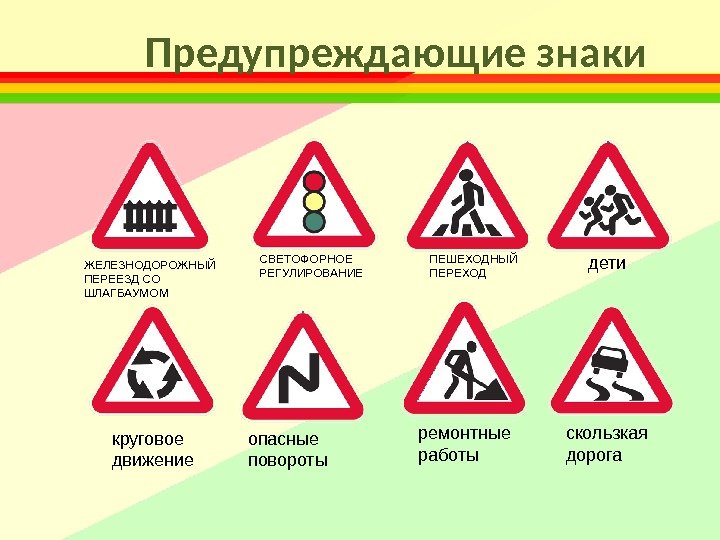 Предупреждающие знаки
ЖЕЛЕЗНОДОРОЖНЫЙ
ПЕРЕЕЗД СО
ШЛАГБАУМОМ
СВЕТОФОРНОЕ
РЕГУЛИРОВАНИЕ
ПЕШЕХОДНЫЙ
ПЕРЕХОД
дети
круговое
движение
опасные
повороты
ремонтные
работы
скользкая
дорога